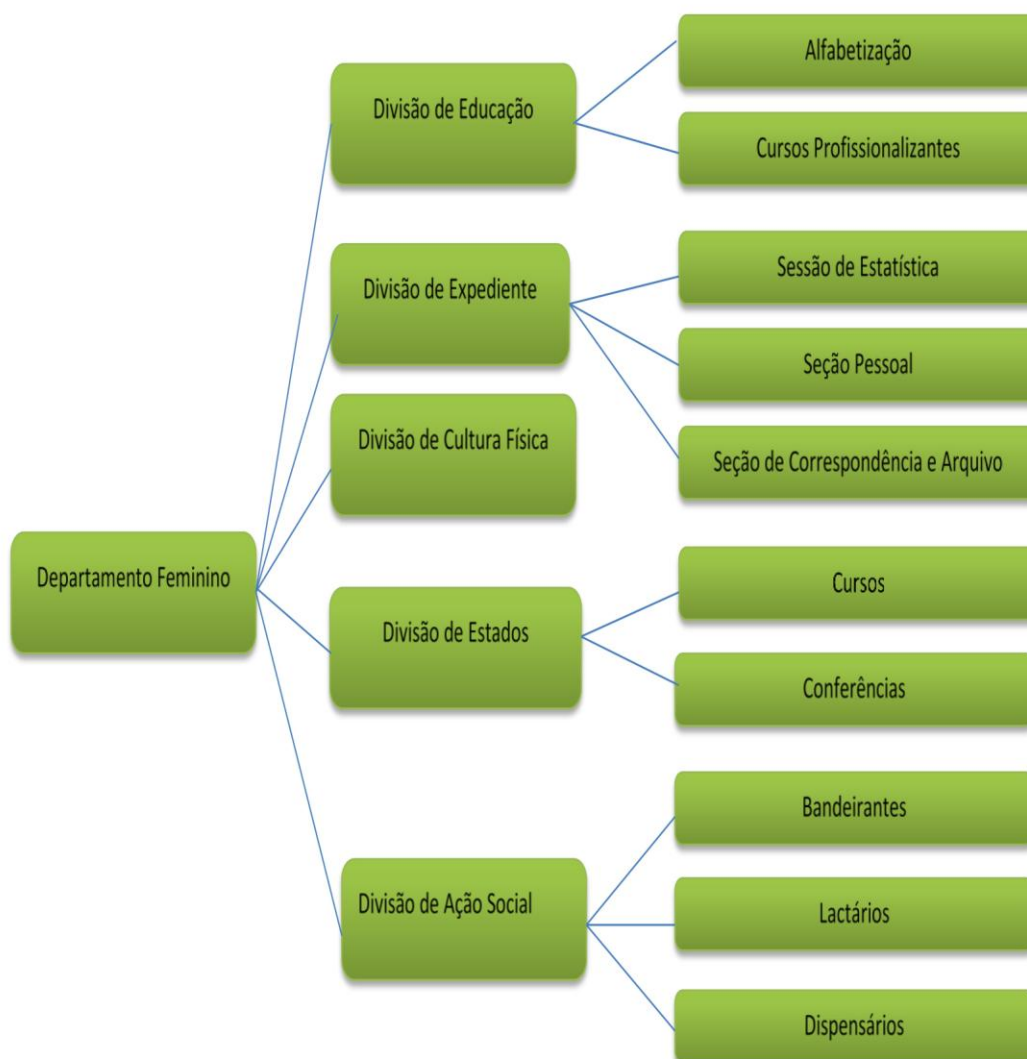 Departamento Feminino
Divisão de Educação
Alfabetização
Cursos Profissionalizantes
Divisão de Expediente
Sessão de Estatística
Seção Pessoal
Seção de Correspondência e Arquivo
Divisão de Cultura Física
Divisão de Estados
Cursos
Conferências
Divisão de Ação Social
Bandeirantes
Lactários
Dispensários